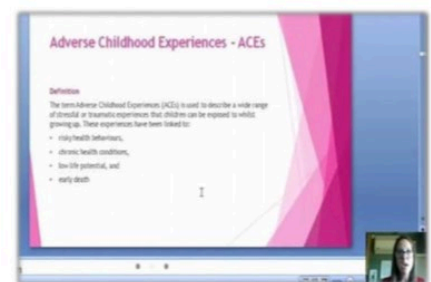 Adverse Childhood Experiences - ACEs
Definition
The term Adverse Childhood Experiences (ACEs) is used to describe a wide range
of stressful or traumatic experiences that children can be exposed to whilst
growing up. These experiences have been linked to:
• risky health behaviours,
• chronic health conditions,
• low life potential, and
• early death